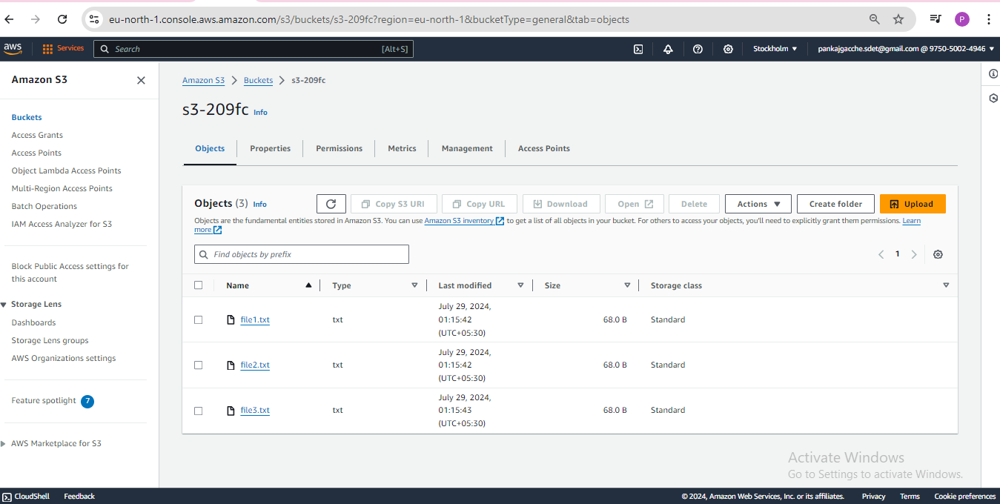 eu-north-1.console.aws.amazon.com/s3/buckets/s3-209fc?region=eu-north-1&bucketType=general&tab=objects
P
aws
Services
Search
[Alt+S]
Stockholm
pankajgacche.sdet@gmail.com @ 9750-5002-4946
Amazon S3
Buckets
Access Grants
Access Points
Object Lambda Access Points
Multi-Region Access Points
Batch Operations
IAM Access Analyzer for S3
Block Public Access settings for
this account
Storage Lens
Dashboards
Storage Lens groups
AWS Organizations settings
Feature spotlight 7
AWS Marketplace for S3
Amazon S3 > Buckets > s3-209fc
s3-209fc Info
Objects
Properties
Permissions
Metrics
Management
Access Points
Objects (3) Info
Copy S3 URI
Copy URL
Download
Open
Delete
Actions
Create folder
Upload
Objects are the fundamental entities stored in Amazon S3. You can use Amazon S3 inventory to get a list of all objects in your bucket. For others to access your objects, you'll need to explicitly grant them permissions. Learn
more
Find objects by prefix
1
Name Type Last modified Size Storage class
file1.txt txt July 29, 2024,
01:15:42
(UTC+05:30) 68.0 B Standard
file2.txt txt July 29, 2024,
01:15:42
(UTC+05:30) 68.0 B Standard
file3.txt txt July 29, 2024,
01:15:43
(UTC+05:30) 68.0 B Standard
Activate Windows
Go to Settings to activate Windows.
CloudShell Feedback © 2024, Amazon Web Services, Inc. or its affiliates. Privacy Terms Cookie preferences